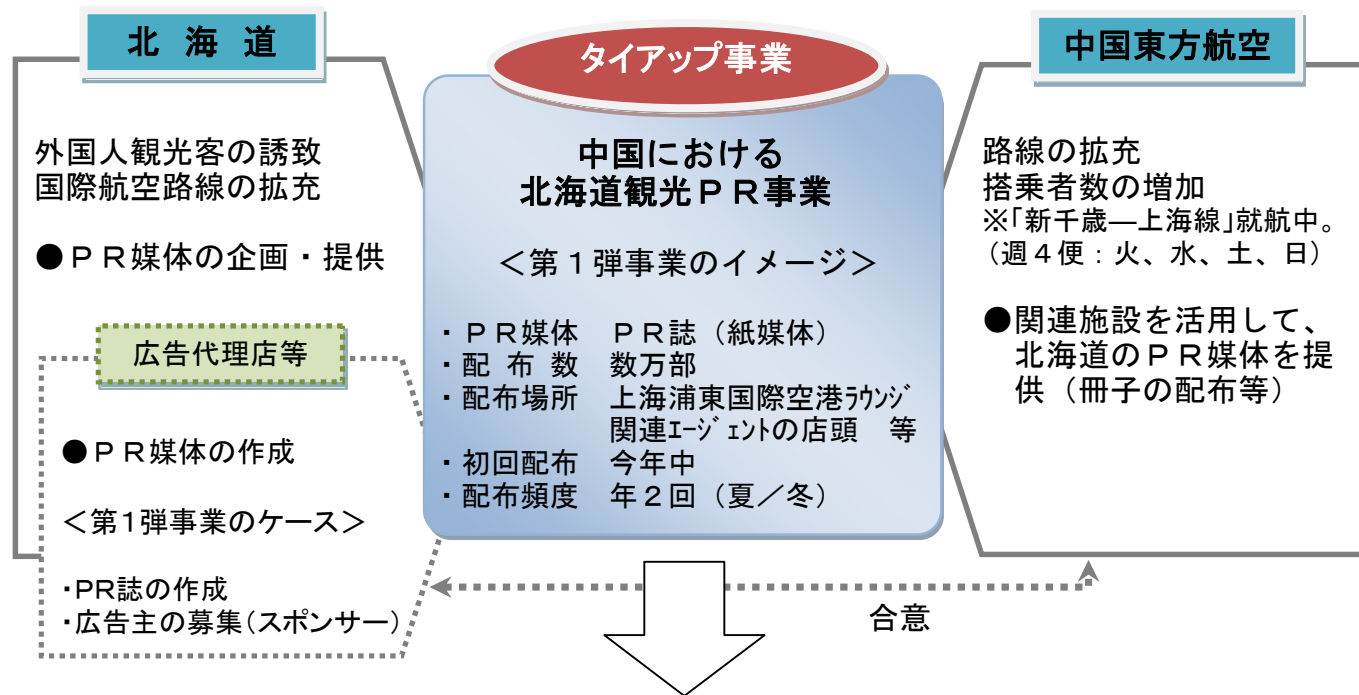 北 海 道
外国人観光客の誘致
国際航空路線の拡充
●ＰＲ媒体の企画・提供
広告代理店等
●ＰＲ媒体の作成
＜第１弾事業のケース＞
・PR誌の作成
・広告主の募集(スポンサー)
タイアップ事業
中国における
北海道観光ＰＲ事業
＜第１弾事業のイメージ＞
・ＰＲ媒体　ＰＲ誌（紙媒体）
・配 布 数　数万部
・配布場所　上海浦東国際空港ﾗｳﾝｼﾞ
関連ｴｰｼﾞｪﾝﾄの店頭　等
・初回配布　今年中
・配布頻度　年２回（夏／冬）
中国東方航空
路線の拡充
搭乗者数の増加
※｢新千歳―上海線｣就航中。
（週４便：火、水、土、日）
●関連施設を活用して、
北海道のＰＲ媒体を提
供（冊子の配布等）
合意